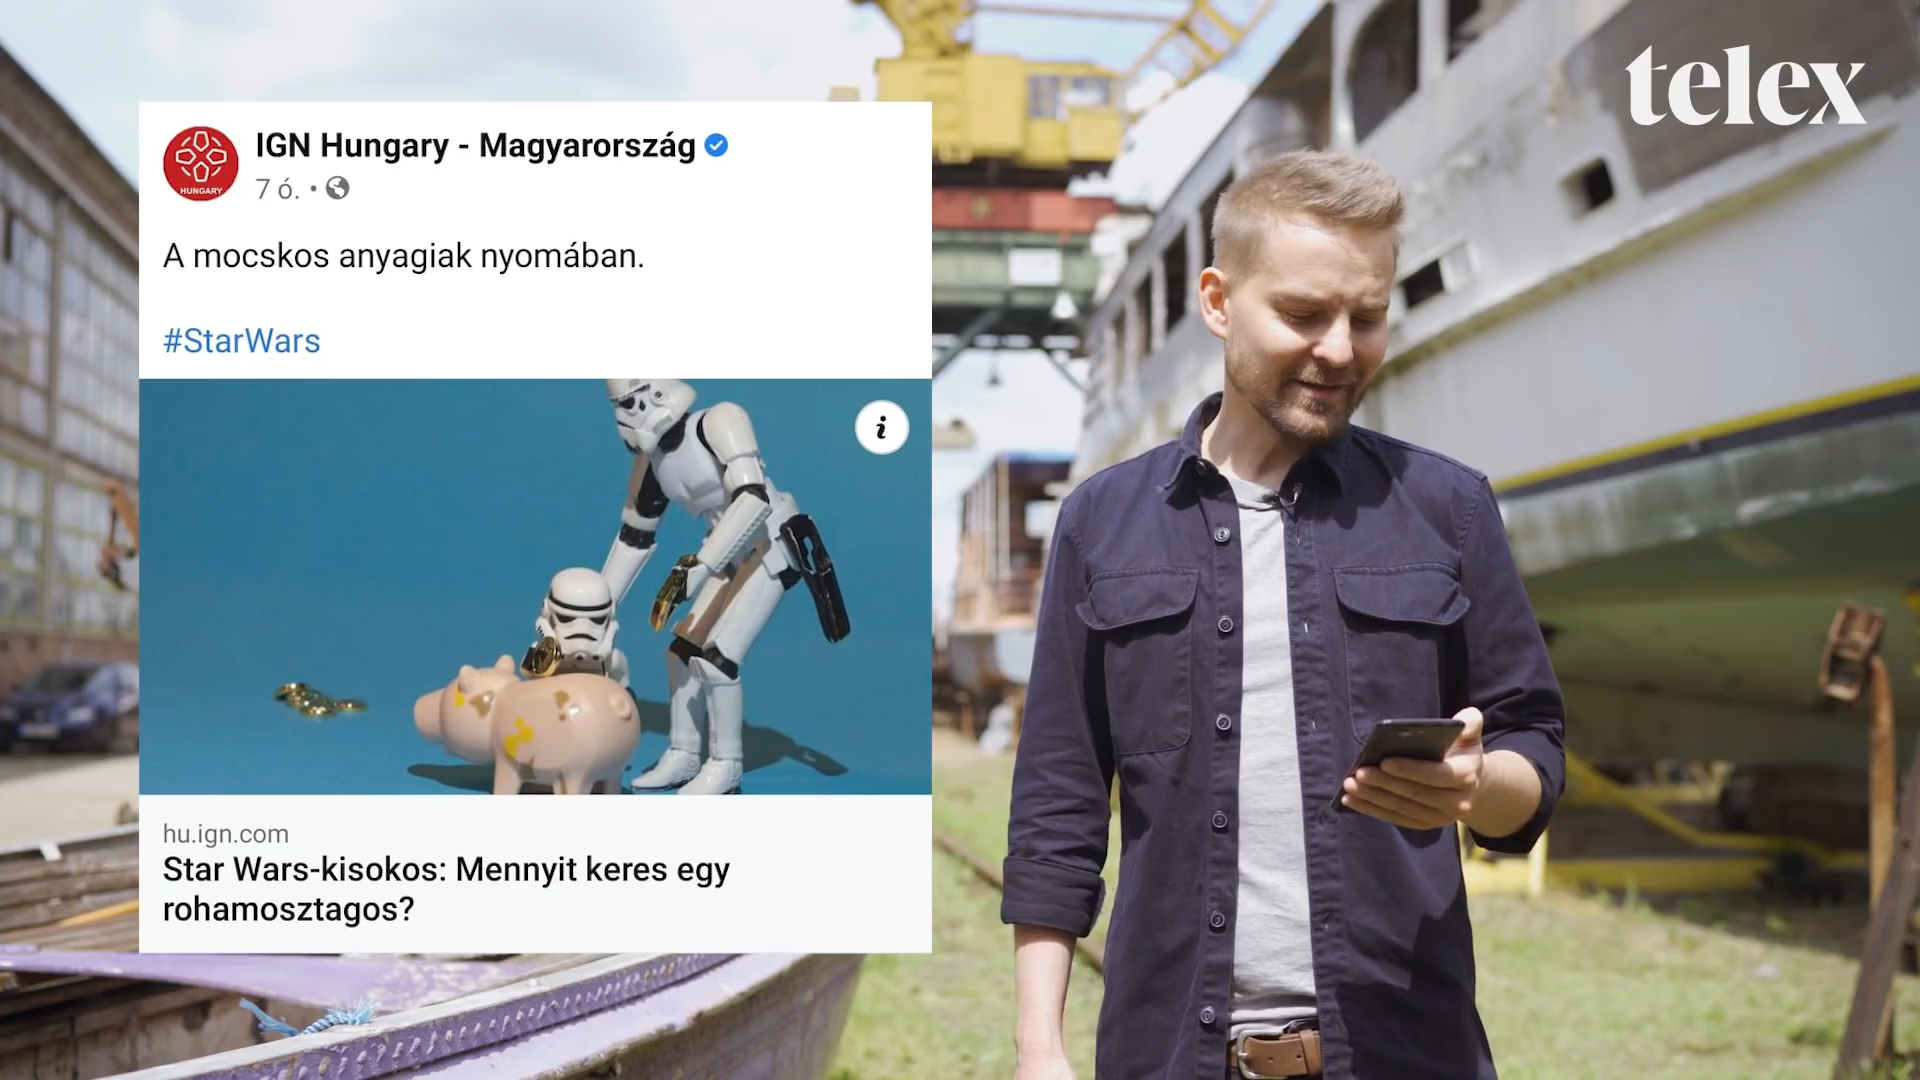 telex
IGN Hungary - Magyarország
7 ó.
HUNGARY
A mocskos anyagiak nyomában.
#StarWars
i
hu.ign.com
Star Wars-kisokos: Mennyit keres egy
rohamosztagos?